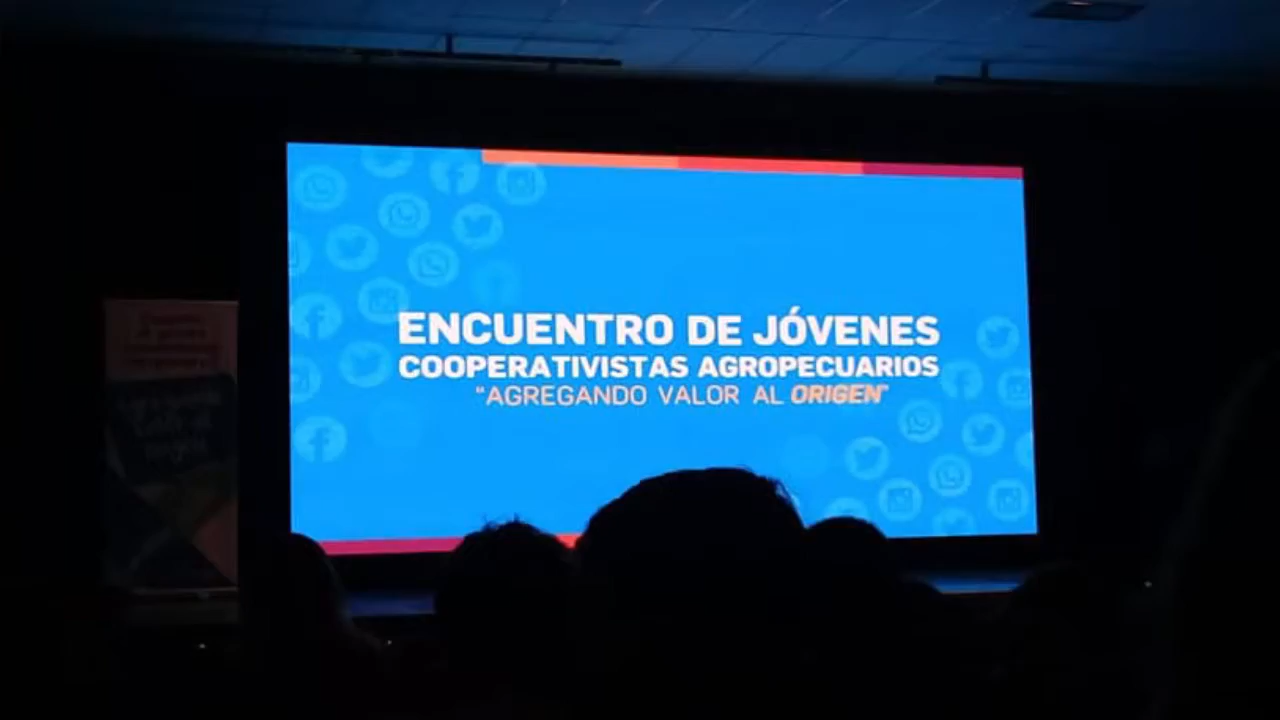 ENCUENTRO DE JÓVENES
COOPERATIVISTAS AGROPECUARIOS
"AGREGANDO VALOR AL ORIGEN"